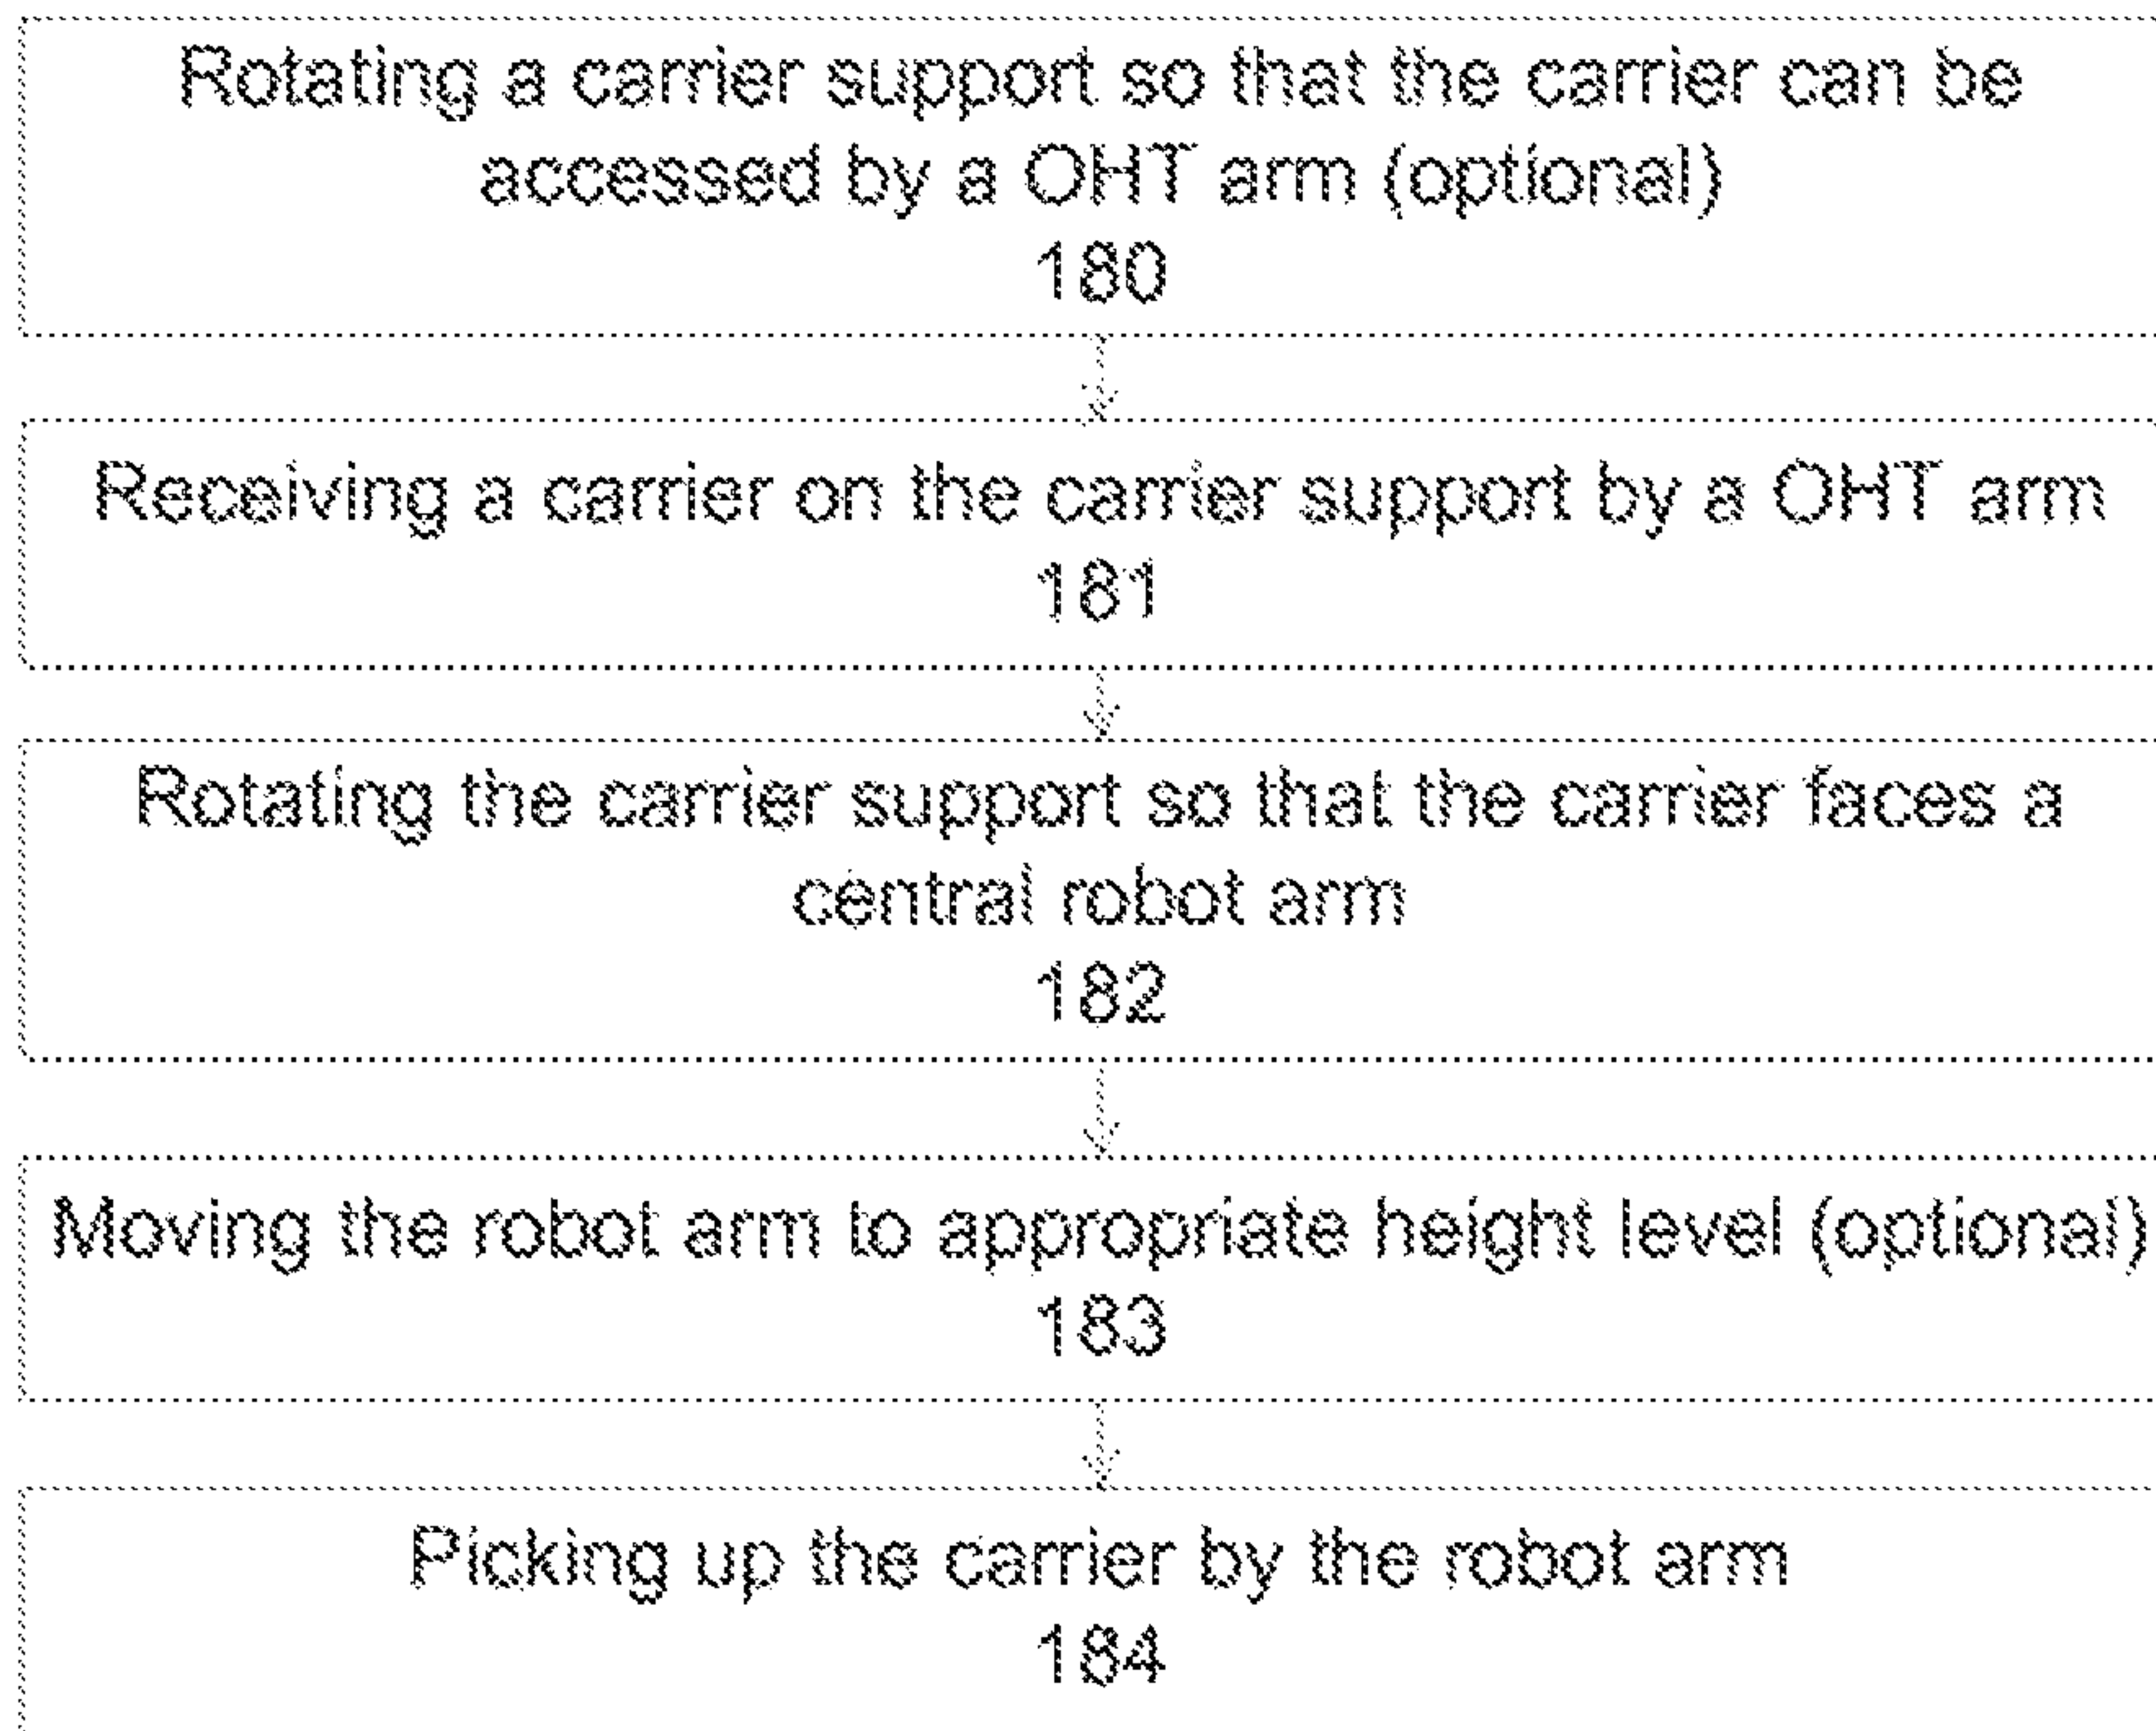 Rotating a carrier support so that the carrier can be
accessed by a OHT arm (optional)
180
Receiving a carrier on the carrier support by a OHT arm
181
Rotating the carrier support so that the carrier faces a
central robot arm
182
Moving the robot arm to appropriate height level (optional)
183
Picking up the carrier by the robot arm
184